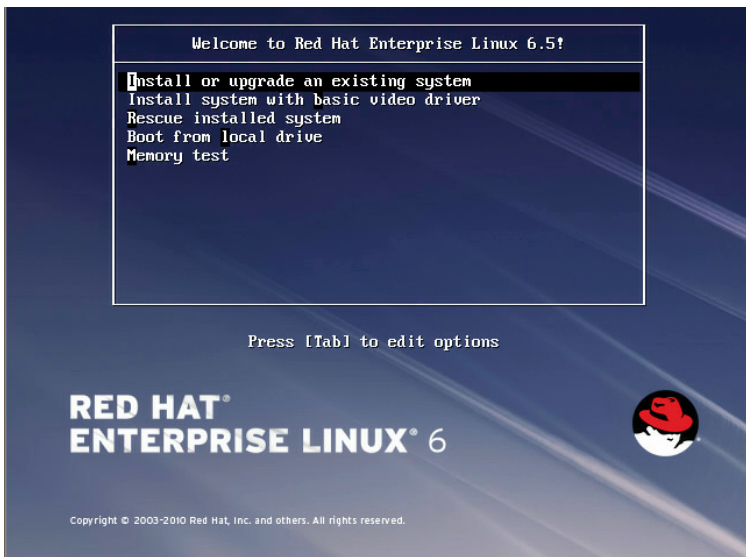 Welcome to Red Hat Enterprise Linux 6.5!
Install or upgrade an existing system
Install system with basic video driver
Rescue installed system
Boot from local drive
Memory test
Press [Tab] to edit options
RED HAT®
ENTERPRISE LINUX® 6
Copyright © 2003-2010 Red Hat, Inc. and others. All rights reserved.